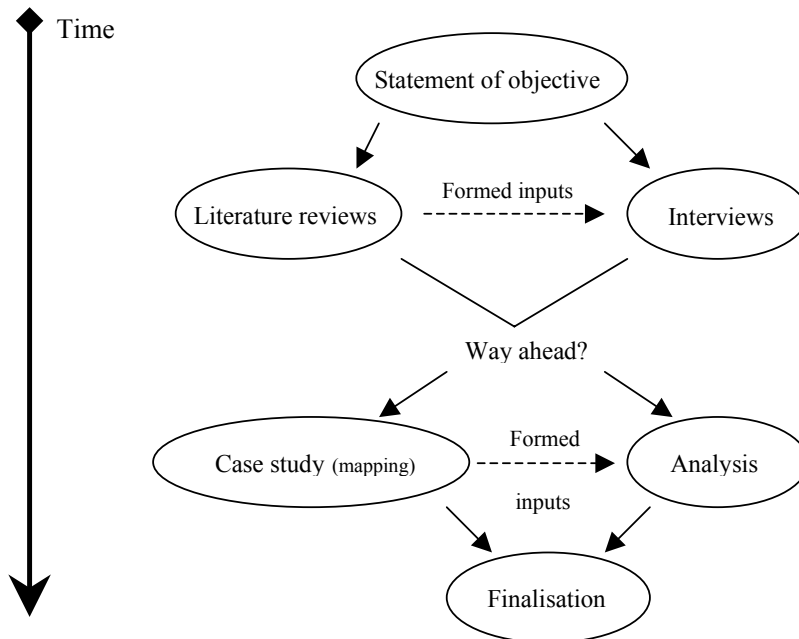 Time
Statement of objective
Formed inputs
Literature reviews
Interviews
Way ahead?
Formed
Case study (mapping)
Analysis
inputs
Finalisation